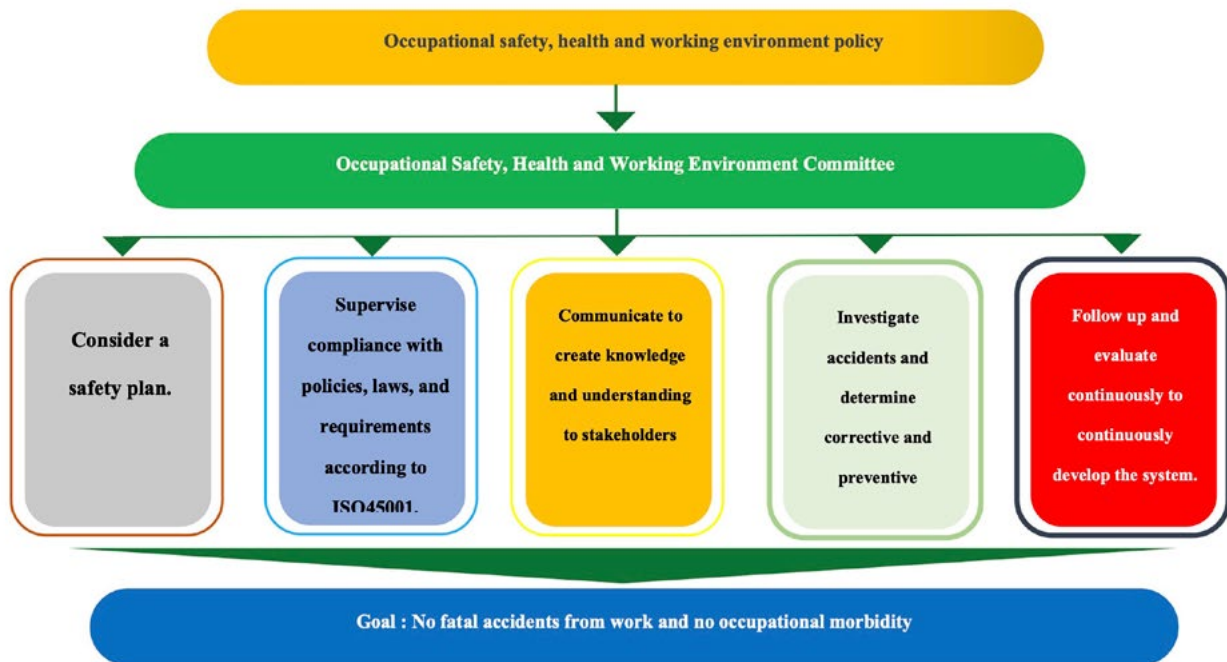 Occupational safety, health and working environment policy
Occupational Safety, Health and Working Environment Committee
Consider a
safety plan.
Supervise
compliance with
policies, laws, and
requirements
according to
ISO45001.
Communicate to
create knowledge
and understanding
to stakeholders
Investigate
accidents and
determine
corrective and
preventive
Follow up and
evaluate
continuously to
continuously
develop the system.
Goal : No fatal accidents from work and no occupational morbidity